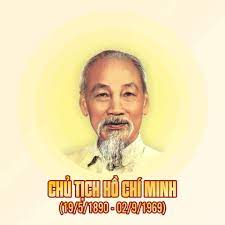 CHỦ TỊCH HỒ CHÍ MINH
(19/5/1890 - 02/9/1969)